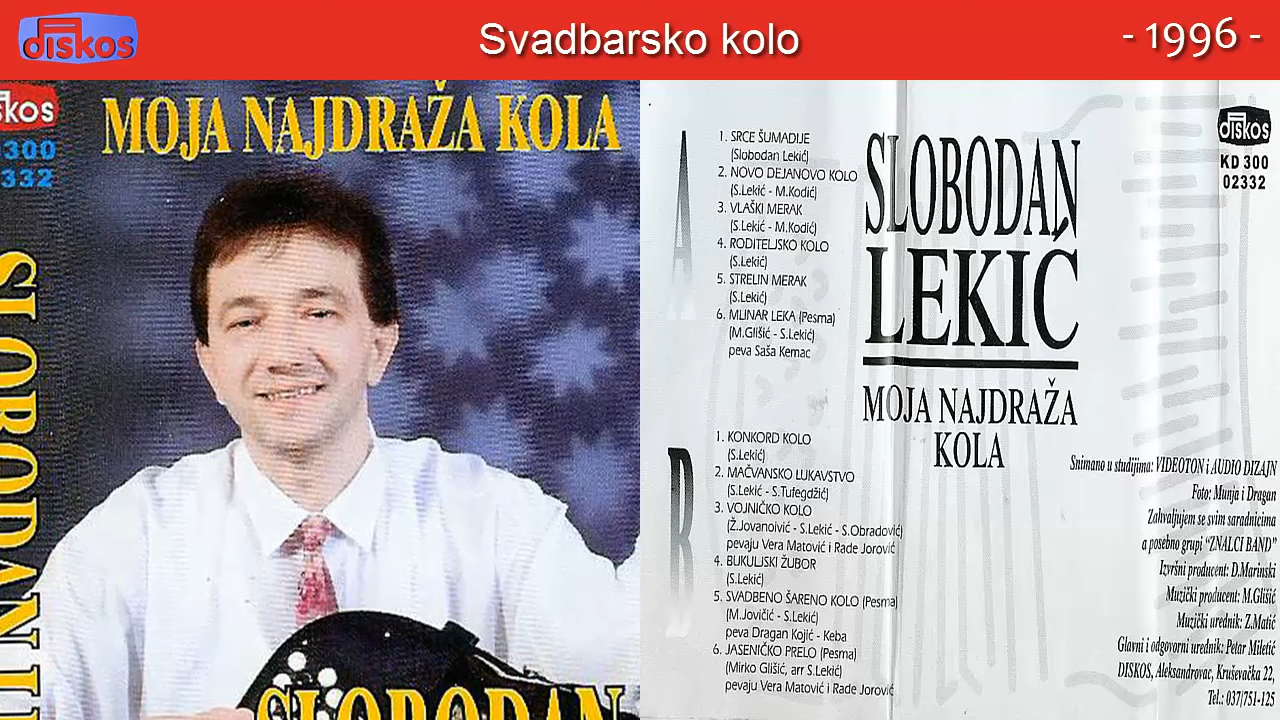 diskos
Svadbarsko kolo
- 1996 -
MOJA NAJDRAŽA KOLA
skos
300
332
SLOBODAN
SLOBODAN
A
1. SRCE ŠUMADIJE
(Slobodan Lekić)
2. NOVO DEJANOVO KOLO
(S.Lekić - M.Kodić)
3. VLAŠKI MERAK
(S.Lekić - M.Kodić)
4. RODITELJSKO KOLO
(S.Lekić)
5. STRELIN MERAK
(S.Lekić)
6. MLINAR LEKA (Pesma)
(M.Glišić - S.Lekić)
peva Saša Kernac
B
1. KONKORD KOLO
(S.Lekić)
2. MAČVANSKO LUKAVSTVO
(S.Lekić - S.Tufegdžić)
3. VOJNIČKO KOLO
(Ž.Jovanoivć - S.Lekić - S.Obradović)
pevaju Vera Matović i Rade Jorović
4. BUKULJSKI ŽUBOR
(S.Lekić)
5. SVADBENO ŠARENO KOLO (Pesma)
(M.Jovičić - S.Lekić)
peva Dragan Kojić - Keba
6. JASENIČKO PRELO (Pesma)
(Mirko Glišić, arr S.Lekić)
pevaju Vera Matović i Rade Jorović
SLOBODAN
LEKIĆ
MOJA NAJDRAŽA
KOLA
diskos
KD 300
02332
Snimano u studijima: VIDEOTON i AUDIO DIZAJN
Foto: Munja i Dragan
Zahvaljujem se svim saradnicima
a posebno grupi "ZNALCI BAND"
Izvršni producent: D.Marinski
Muzički producent: M.Glišić
Muzički urednik: Z.Matić
Glavni i odgovorni urednik: Petar Miletić
DISKOS, Aleksandrovac, Kruševačka 22,
Tel.: 037/751-125